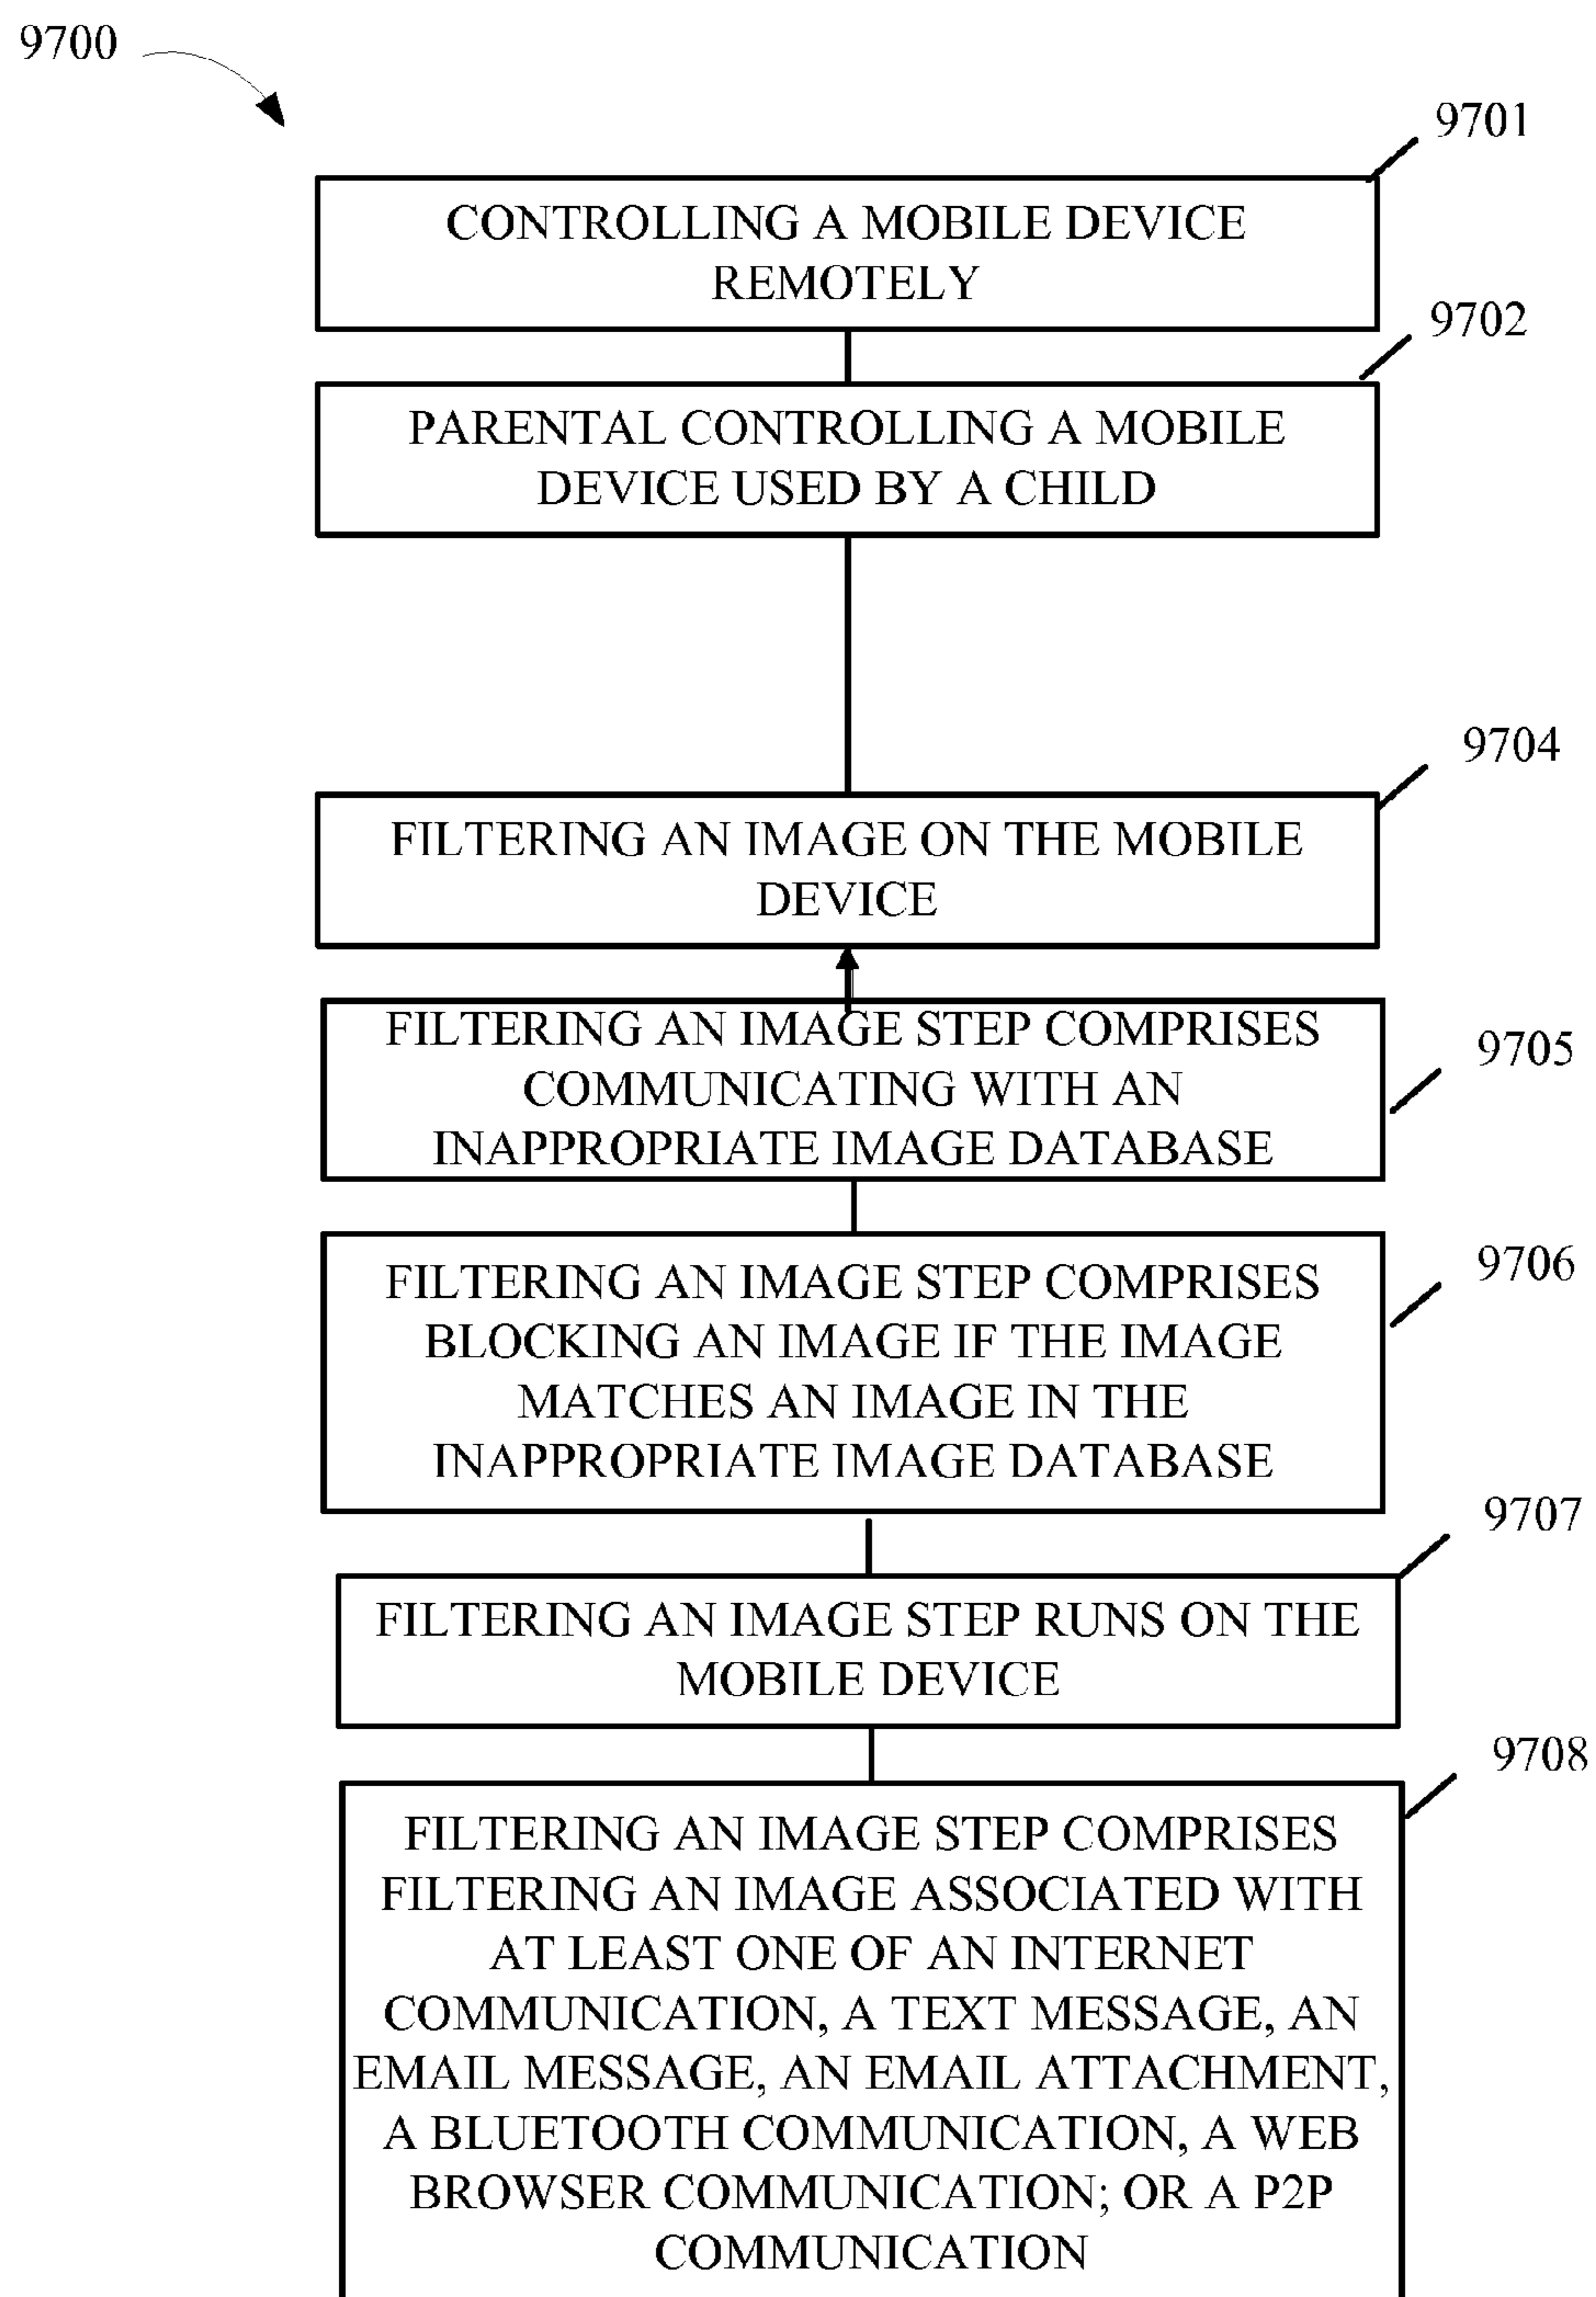 9700
9701
CONTROLLING A MOBILE DEVICE
REMOTELY
9702
PARENTAL CONTROLLING A MOBILE
DEVICE USED BY A CHILD
9704
FILTERING AN IMAGE ON THE MOBILE
DEVICE
9705
FILTERING AN IMAGE STEP COMPRISES
COMMUNICATING WITH AN
INAPPROPRIATE IMAGE DATABASE
9706
FILTERING AN IMAGE STEP COMPRISES
BLOCKING AN IMAGE IF THE IMAGE
MATCHES AN IMAGE IN THE
INAPPROPRIATE IMAGE DATABASE
9707
FILTERING AN IMAGE STEP RUNS ON THE
MOBILE DEVICE
9708
FILTERING AN IMAGE STEP COMPRISES
FILTERING AN IMAGE ASSOCIATED WITH
AT LEAST ONE OF AN INTERNET
COMMUNICATION, A TEXT MESSAGE, AN
EMAIL MESSAGE, AN EMAIL ATTACHMENT,
A BLUETOOTH COMMUNICATION, A WEB
BROWSER COMMUNICATION; OR A P2P
COMMUNICATION